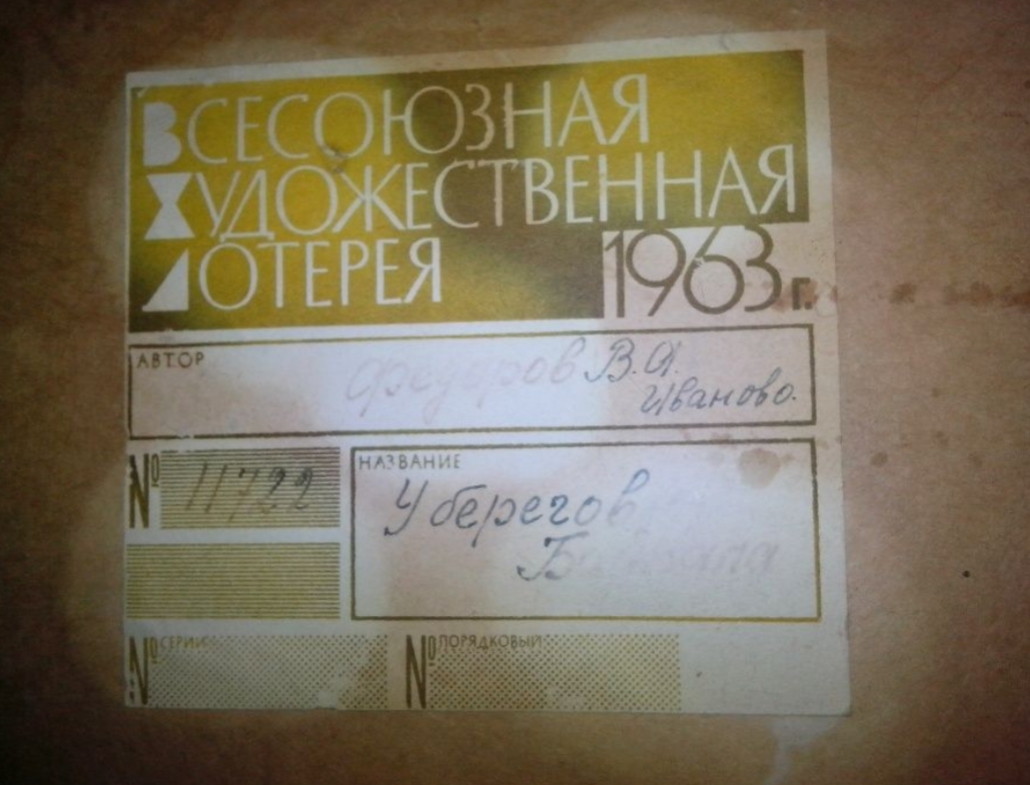 ВСЕСОЮЗНАЯ
ХУДОЖЕСТВЕННАЯ
ЛОТЕРЕЯ 1963 г.
АВТОР
Федоров В.Я.
Иваново.
№ 11722
НАЗВАНИЕ
У берегов
№ СЕРИИ
№ ПОРЯДКОВЫЙ